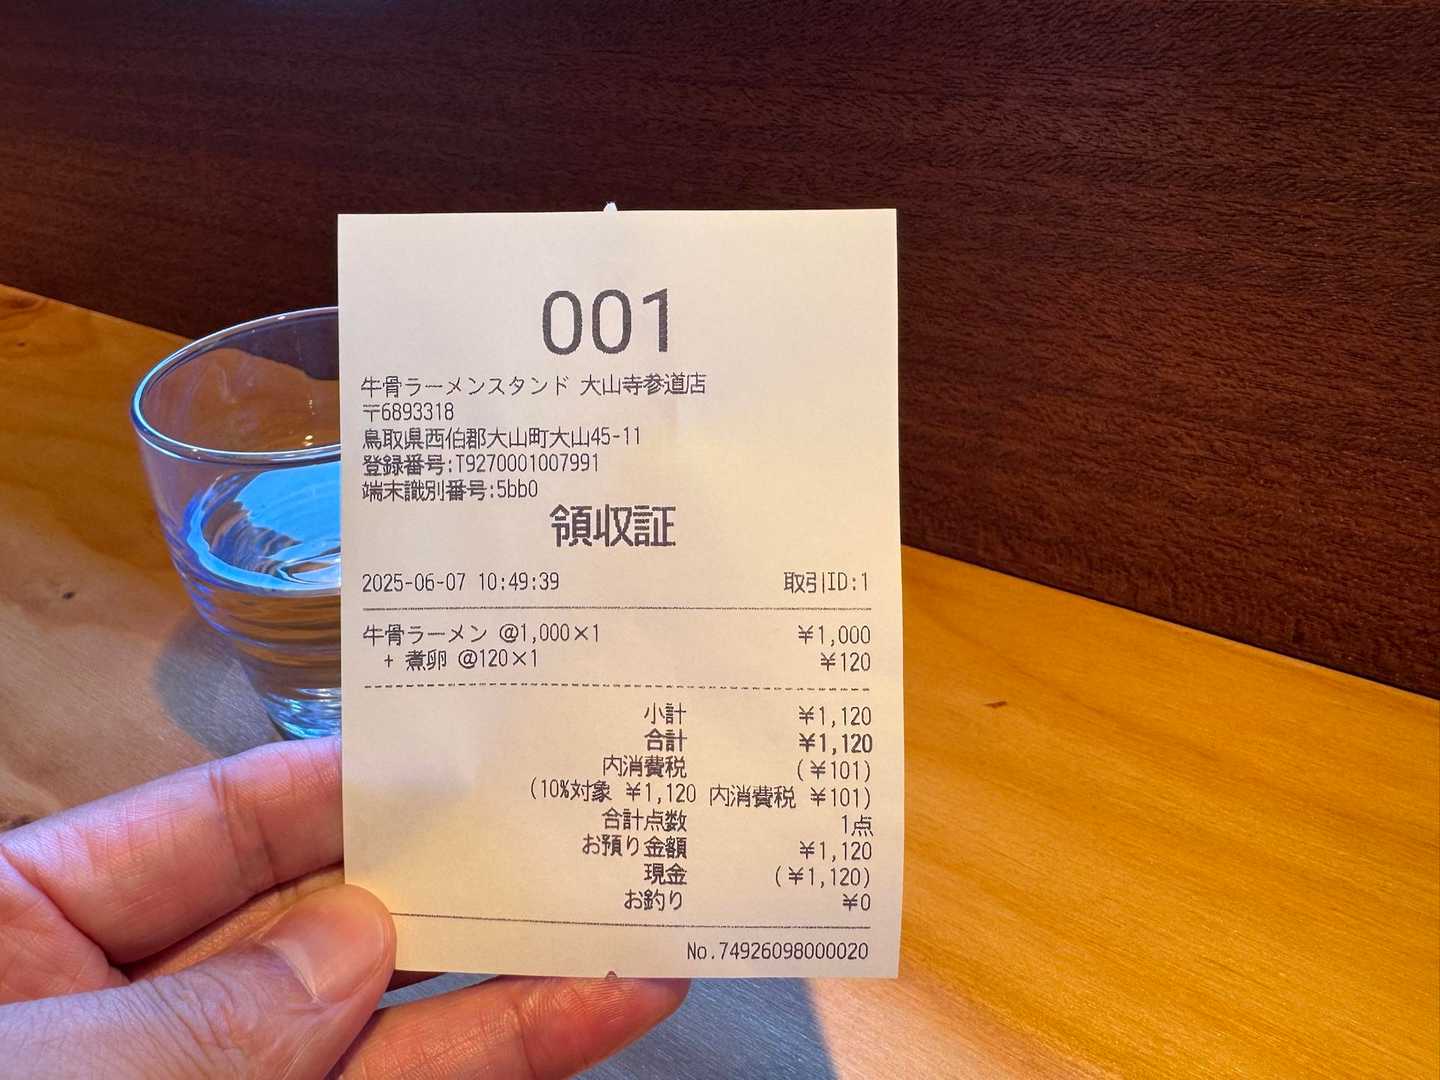 001
牛骨ラーメンスタンド 大山寺参道店
〒6893318
鳥取県西伯郡大山町大山45-11
登録番号:T9270001007991
端末識別番号:5bb0
領収証
2025-06-07 10:49:39 取引ID:1
牛骨ラーメン @1,000×1 ¥1,000
+ 煮卵 @120×1 ¥120
小計 ¥1,120
合計 ¥1,120
内消費税 (¥101)
(10%対象 ¥1,120 内消費税 ¥101)
合計点数 1点
お預り金額 ¥1,120
現金 (¥1,120)
お釣り ¥0
No.74926098000020